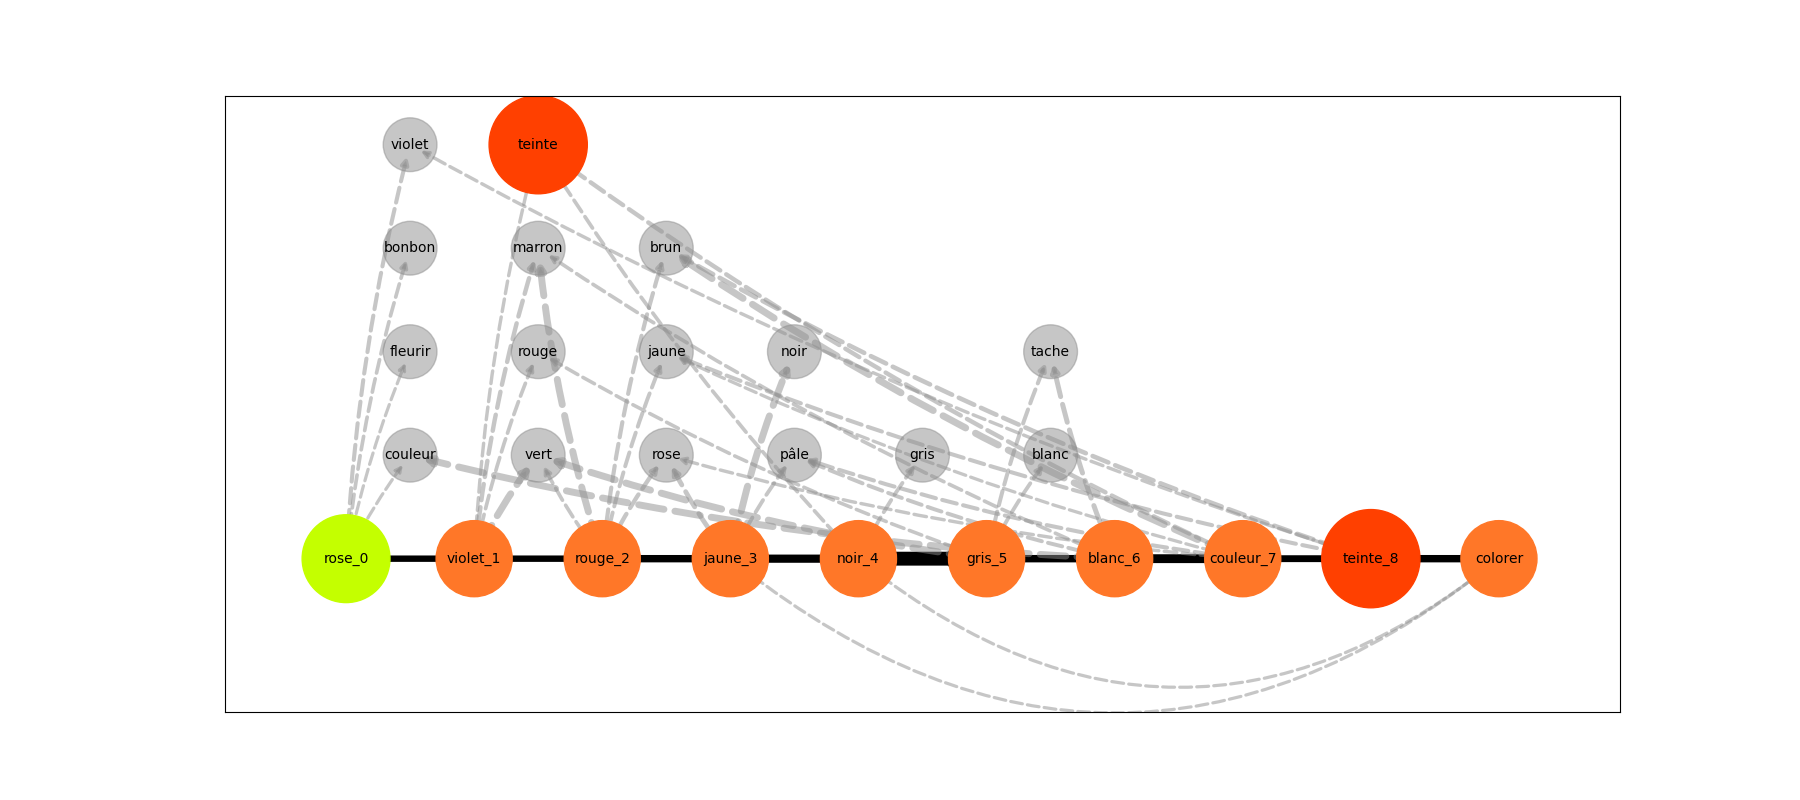 violet teinte
bonbon marron brun
fleurir rouge jaune noir tache
couleur vert rose pâle gris blanc
rose_0 violet_1 rouge_2 jaune_3 noir_4 gris_5 blanc_6 couleur_7 teinte_8 colorer